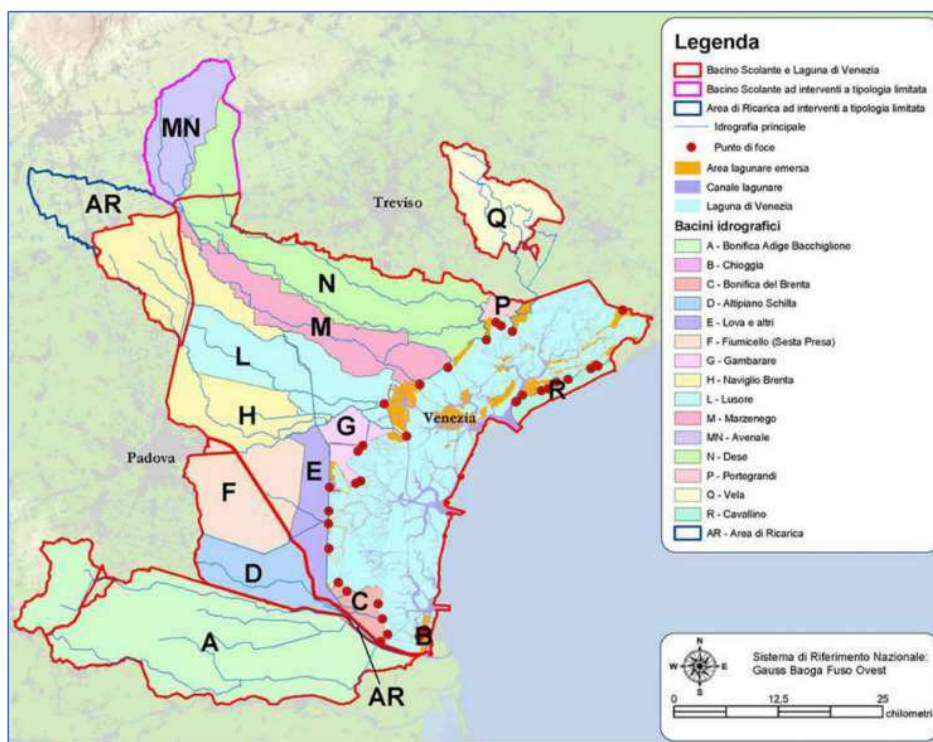 MN
AR
Treviso
Q
N
P
M
L
R
Venezia
H
G
Padova
E
F
D
C
B
A
AR
Legenda
Bacino Scolante e Laguna di Venezia
Bacino Scolante ad interventi a tipologia limitata
Area di Ricarica ad interventi a tipologia limitata
Idrografia principale
Punto di foce
Area lagunare emersa
Canale lagunare
Laguna di Venezia
Bacini idrografici
A - Bonifica Adige Bacchiglione
B - Chioggia
C - Bonifica del Brenta
D - Altipiano Schilla
E - Lova e altri
F - Fiumicello (Sesta Presa)
G - Gambarare
H - Naviglio Brenta
L - Lusore
M - Marzenego
MN - Avenale
N - Dese
P - Portegrandi
Q - Vela
R - Cavallino
AR - Area di Ricarica
N
W E
S
Sistema di Riferimento Nazionale:
Gauss Baoga Fuso Ovest
0 12,5 25
chilometri